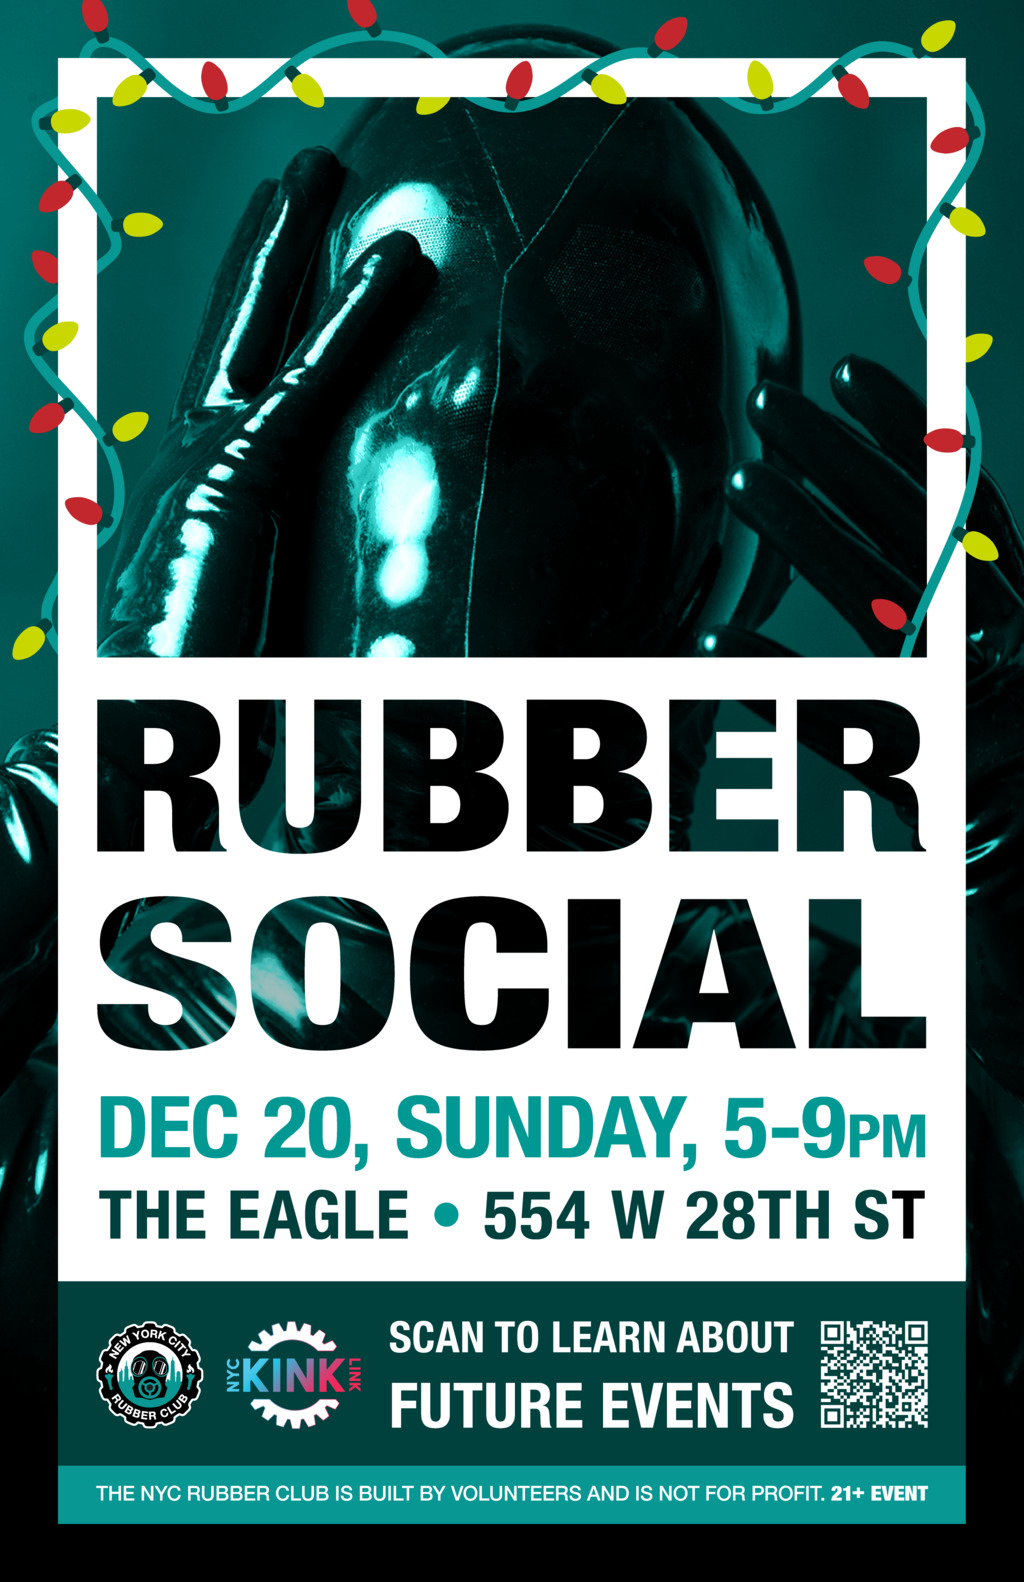 RUBBER
SOCIAL
DEC 20, SUNDAY, 5-9PM
THE EAGLE • 554 W 28TH ST
NEW YORK CITY
RUBBER CLUB
NYC
KINK
LINK
SCAN TO LEARN ABOUT
FUTURE EVENTS
THE NYC RUBBER CLUB IS BUILT BY VOLUNTEERS AND IS NOT FOR PROFIT. 21+ EVENT